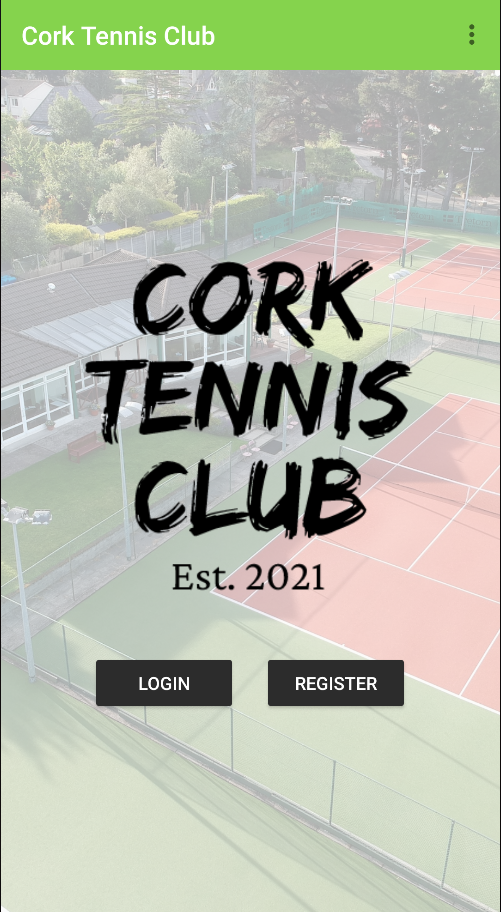 Cork Tennis Club
CORK
TENNIS
CLUB
Est. 2021
LOGIN
REGISTER